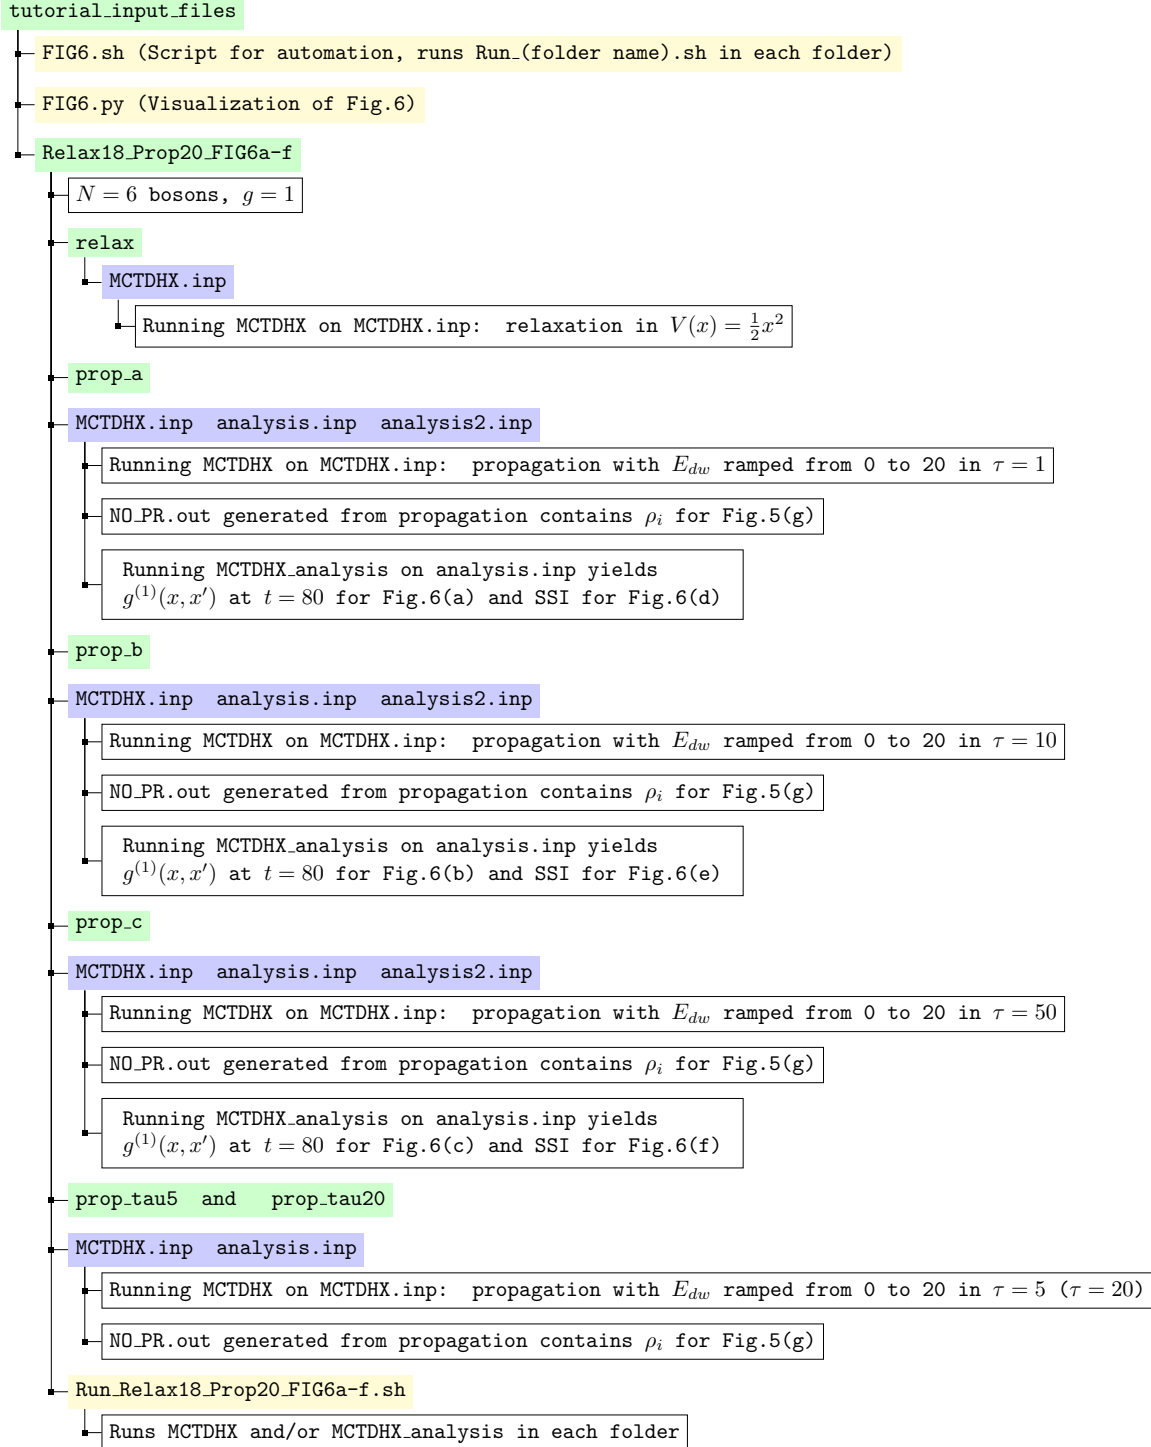 tutorial_input_files
FIG6.sh (Script for automation, runs Run_(folder name).sh in each folder)
FIG6.py (Visualization of Fig.6)
Relax18_Prop20_FIG6a-f
N = 6 bosons, g = 1
relax
MCTDHX.inp
Running MCTDHX on MCTDHX.inp: relaxation in V(x) = ½x²
prop_a
MCTDHX.inp analysis.inp analysis2.inp
Running MCTDHX on MCTDHX.inp: propagation with E_{dw} ramped from 0 to 20 in τ = 1
NO_PR.out generated from propagation contains ρ_i for Fig.5(g)
Running MCTDHX_analysis on analysis.inp yields
g^{(1)}(x, x′) at t = 80 for Fig.6(a) and SSI for Fig.6(d)
prop_b
MCTDHX.inp analysis.inp analysis2.inp
Running MCTDHX on MCTDHX.inp: propagation with E_{dw} ramped from 0 to 20 in τ = 10
NO_PR.out generated from propagation contains ρ_i for Fig.5(g)
Running MCTDHX_analysis on analysis.inp yields
g^{(1)}(x, x′) at t = 80 for Fig.6(b) and SSI for Fig.6(e)
prop_c
MCTDHX.inp analysis.inp analysis2.inp
Running MCTDHX on MCTDHX.inp: propagation with E_{dw} ramped from 0 to 20 in τ = 50
NO_PR.out generated from propagation contains ρ_i for Fig.5(g)
Running MCTDHX_analysis on analysis.inp yields
g^{(1)}(x, x′) at t = 80 for Fig.6(c) and SSI for Fig.6(f)
prop_tau5 and prop_tau20
MCTDHX.inp analysis.inp
Running MCTDHX on MCTDHX.inp: propagation with E_{dw} ramped from 0 to 20 in τ = 5 (τ = 20)
NO_PR.out generated from propagation contains ρ_i for Fig.5(g)
Run_Relax18_Prop20_FIG6a-f.sh
Runs MCTDHX and/or MCTDHX_analysis in each folder